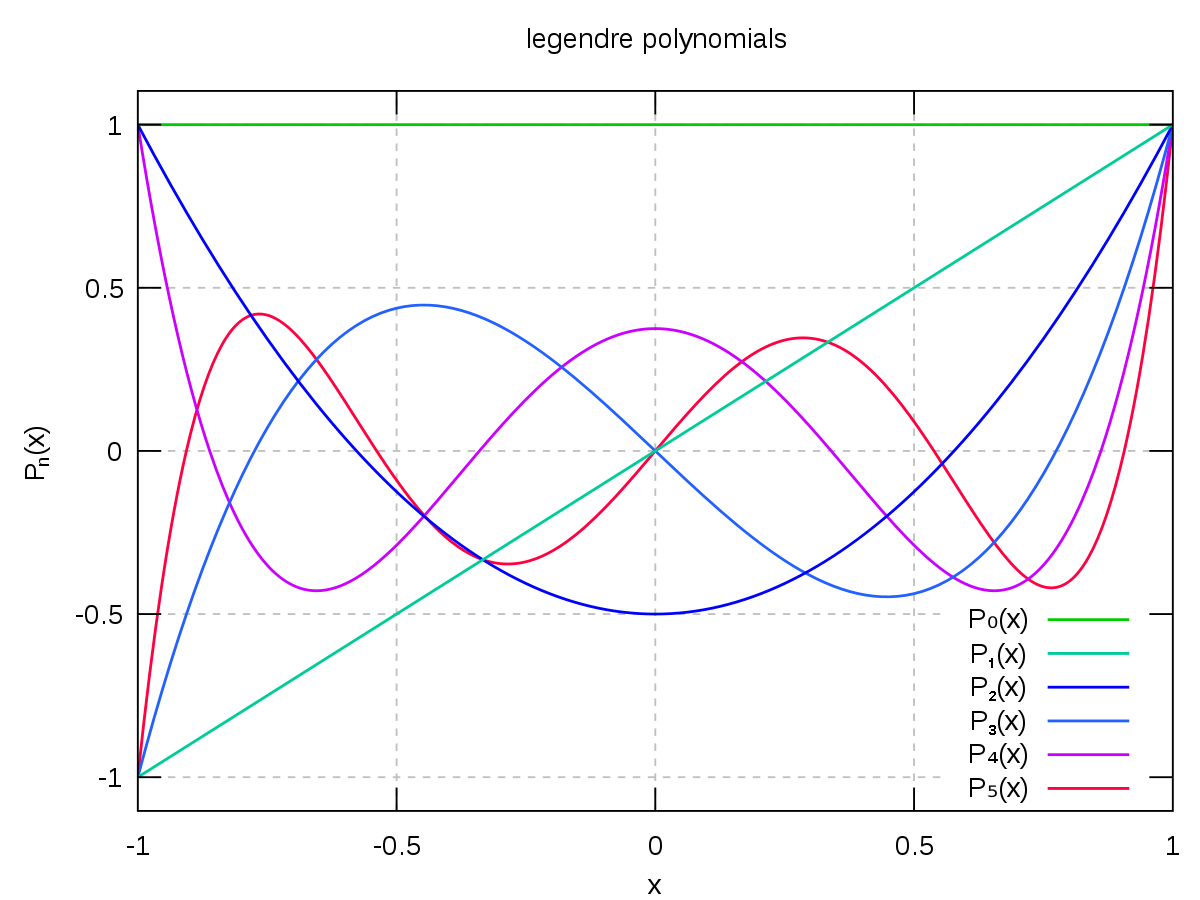 legendre polynomials
1
0.5
0
-0.5
-1
Pₙ(x)
P₀(x)
P₁(x)
P₂(x)
P₃(x)
P₄(x)
P₅(x)
-1 -0.5 0 0.5 1
x